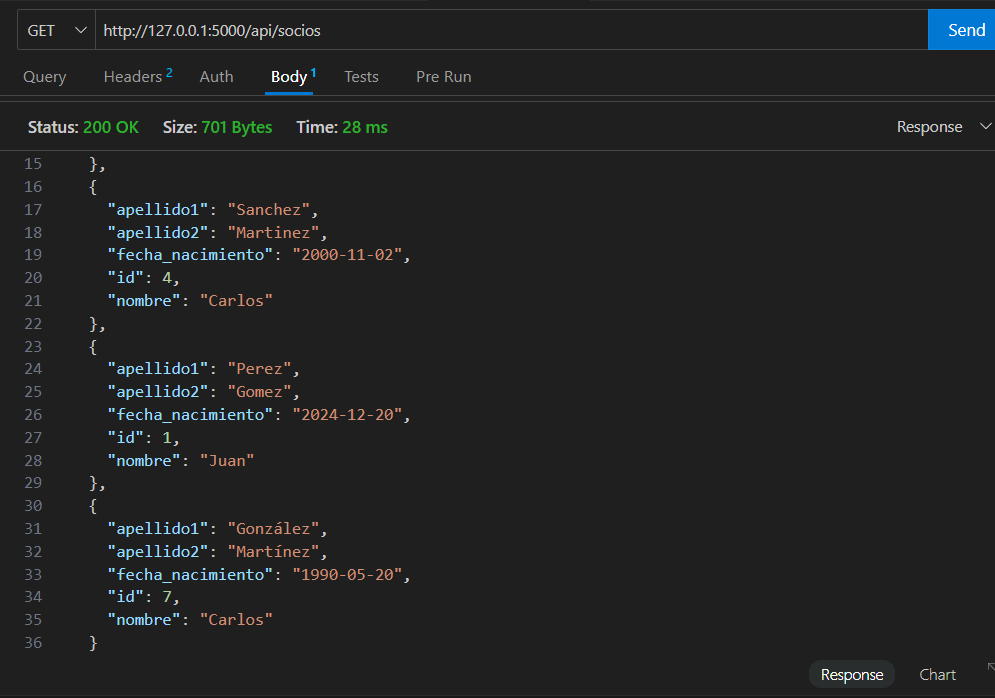 GET http://127.0.0.1:5000/api/socios Send
Query Headers 2 Auth Body 1 Tests Pre Run
Status: 200 OK Size: 701 Bytes Time: 28 ms Response
15 },
16 {
17 "apellido1": "Sanchez",
18 "apellido2": "Martinez",
19 "fecha_nacimiento": "2000-11-02",
20 "id": 4,
21 "nombre": "Carlos"
22 },
23 {
24 "apellido1": "Perez",
25 "apellido2": "Gomez",
26 "fecha_nacimiento": "2024-12-20",
27 "id": 1,
28 "nombre": "Juan"
29 },
30 {
31 "apellido1": "González",
32 "apellido2": "Martínez",
33 "fecha_nacimiento": "1990-05-20",
34 "id": 7,
35 "nombre": "Carlos"
36 }
Response Chart